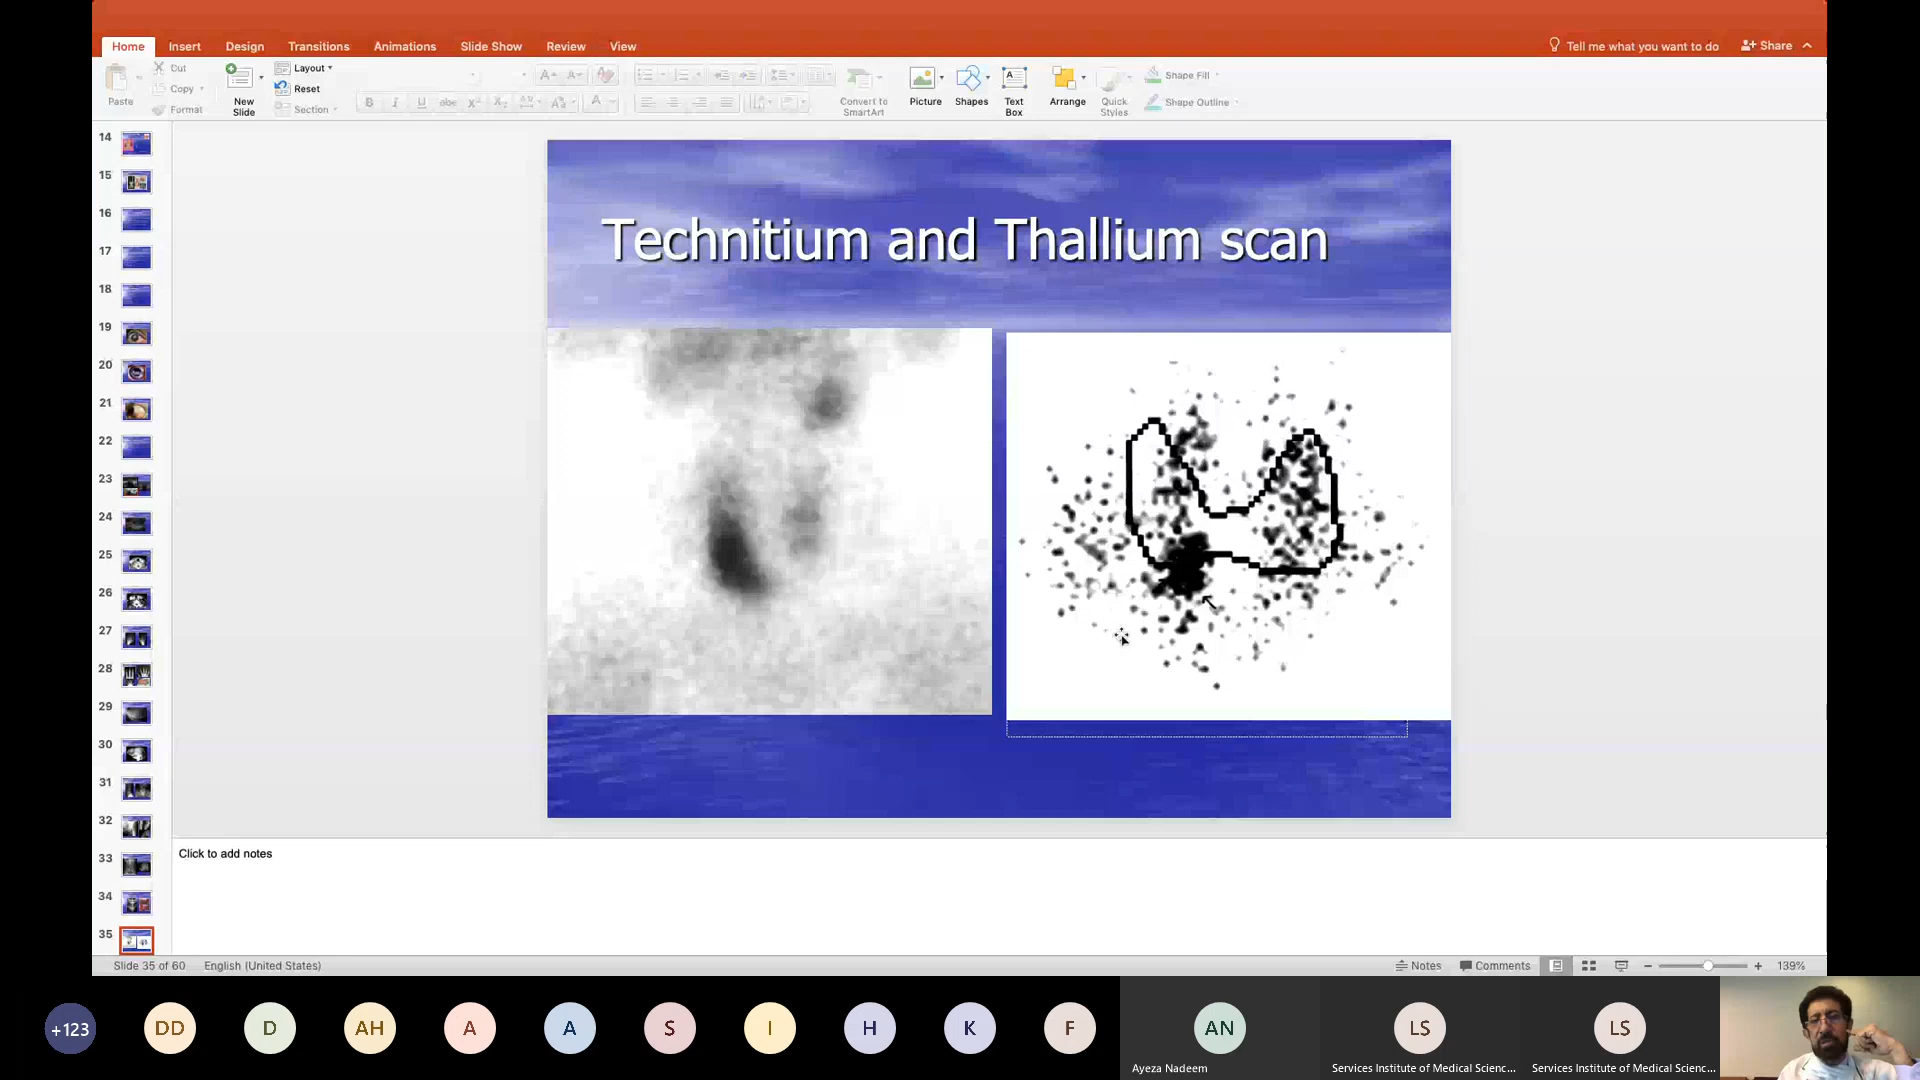 Home Insert Design Transitions Animations Slide Show Review View Tell me what you want to do Share
Cut
Copy
Format
Paste
New Slide
Layout
Reset
Section
B I U abc X² X₂ A
Convert to SmartArt
Picture
Shapes
Text Box
Arrange
Quick Styles
Shape Fill
Shape Outline
14
15
16
17
18
19
20
21
22
23
24
25
26
27
28
29
30
31
32
33
34
35
Technitium and Thallium scan
Click to add notes
Slide 35 of 60 English (United States) Notes Comments 139%
+123 DD D AH A A S I H K F AN LS LS
Ayeza Nadeem Services Institute of Medical Scienc... Services Institute of Medical Scienc...